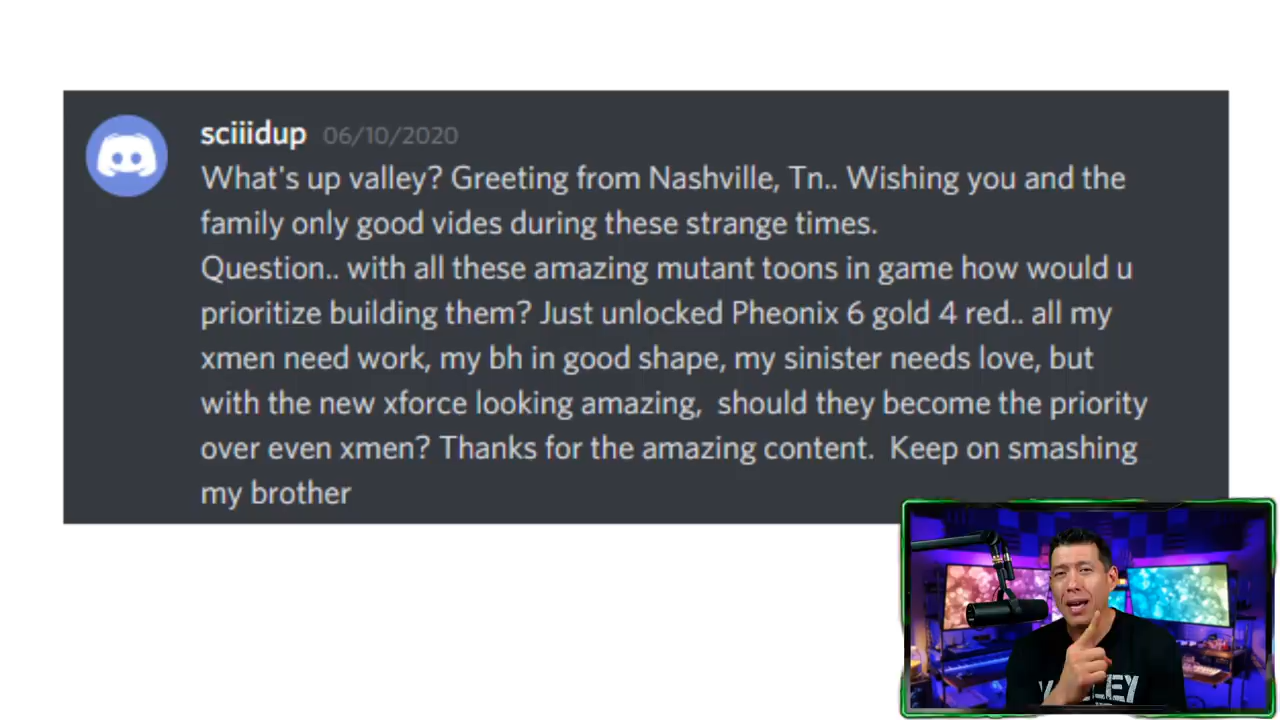 sciiidup 06/10/2020
What's up valley? Greeting from Nashville, Tn.. Wishing you and the
family only good vides during these strange times.
Question.. with all these amazing mutant toons in game how would u
prioritize building them? Just unlocked Pheonix 6 gold 4 red.. all my
xmen need work, my bh in good shape, my sinister needs love, but
with the new xforce looking amazing,  should they become the priority
over even xmen? Thanks for the amazing content.  Keep on smashing
my brother